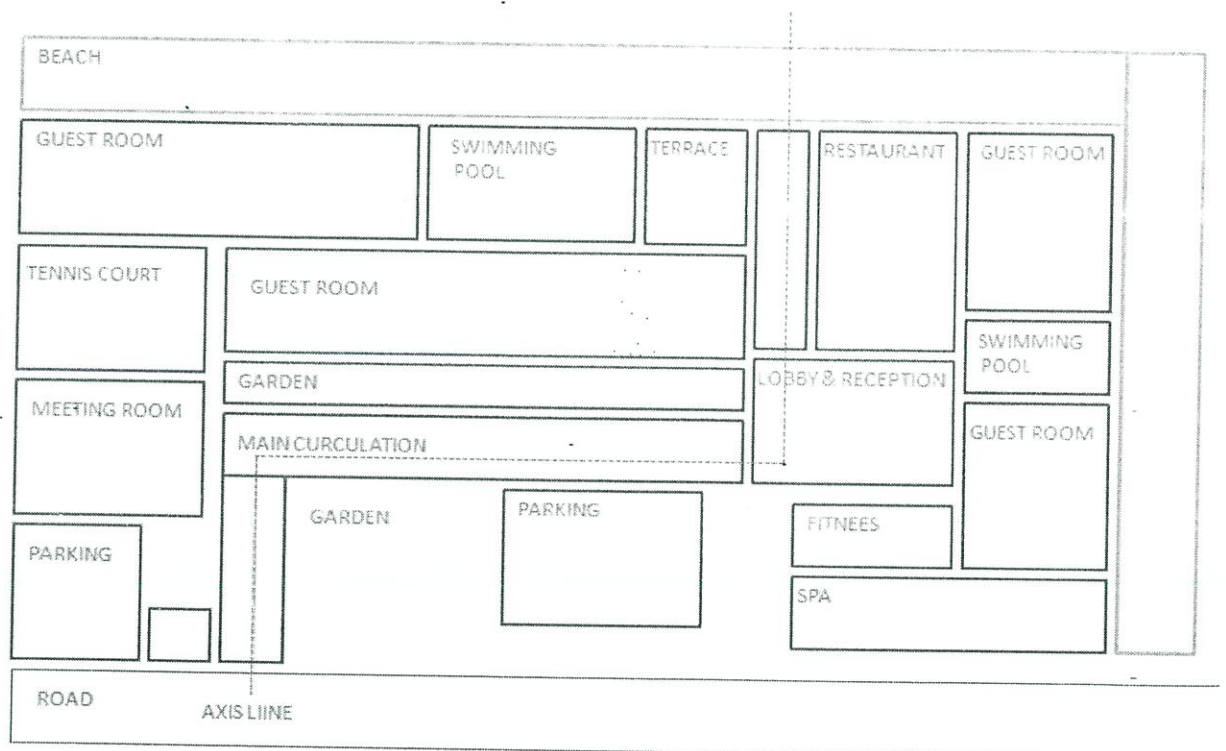 BEACH
GUEST ROOM
SWIMMING
POOL
TERRACE
RESTAURANT
GUEST ROOM
TENNIS COURT
GUEST ROOM
SWIMMING
POOL
GARDEN
LOBBY & RECEPTION
MEETING ROOM
MAIN CURCULATION
GUEST ROOM
GARDEN
PARKING
FITNEES
PARKING
SPA
ROAD
AXIS LIINE